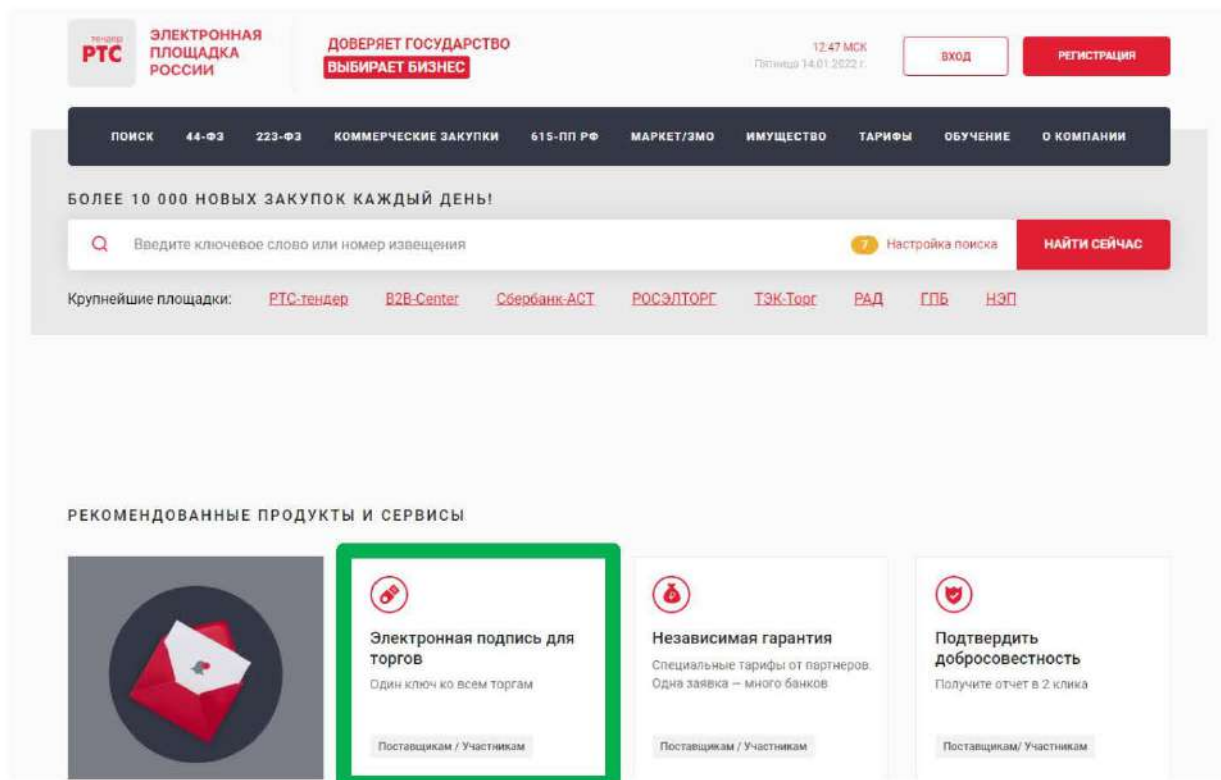 тендер
РТС
ЭЛЕКТРОННАЯ
ПЛОЩАДКА
РОССИИ
ДОВЕРЯЕТ ГОСУДАРСТВО
ВЫБИРАЕТ БИЗНЕС
12:47 МСК
Пятница 14.01.2022 г.
ВХОД
РЕГИСТРАЦИЯ
ПОИСК 44-ФЗ 223-ФЗ КОММЕРЧЕСКИЕ ЗАКУПКИ 615-ПП РФ МАРКЕТ/ЗМО ИМУЩЕСТВО ТАРИФЫ ОБУЧЕНИЕ О КОМПАНИИ
БОЛЕЕ 10 000 НОВЫХ ЗАКУПОК КАЖДЫЙ ДЕНЬ!
Введите ключевое слово или номер извещения 7 Настройка поиска НАЙТИ СЕЙЧАС
Крупнейшие площадки: РТС-тендер B2B-Center Сбербанк-АСТ РОСЭЛТОРГ ТЭК-Торг РАД ГПБ НЭП
РЕКОМЕНДОВАННЫЕ ПРОДУКТЫ И СЕРВИСЫ
Электронная подпись для
торгов
Один ключ ко всем торгам
Поставщикам / Участникам
Независимая гарантия
Специальные тарифы от партнеров.
Одна заявка — много банков
Поставщикам / Участникам
Подтвердить
добросовестность
Получите отчет в 2 клика
Поставщикам/ Участникам